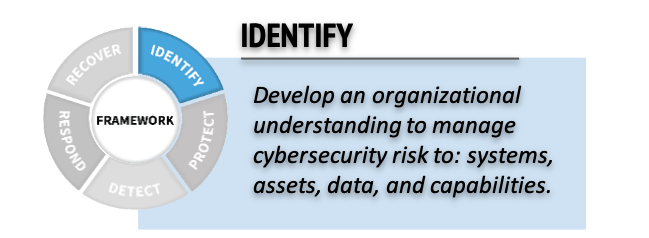 IDENTIFY
Develop an organizational
understanding to manage
cybersecurity risk to: systems,
assets, data, and capabilities.
RECOVER
IDENTIFY
FRAMEWORK
RESPOND
PROTECT
DETECT